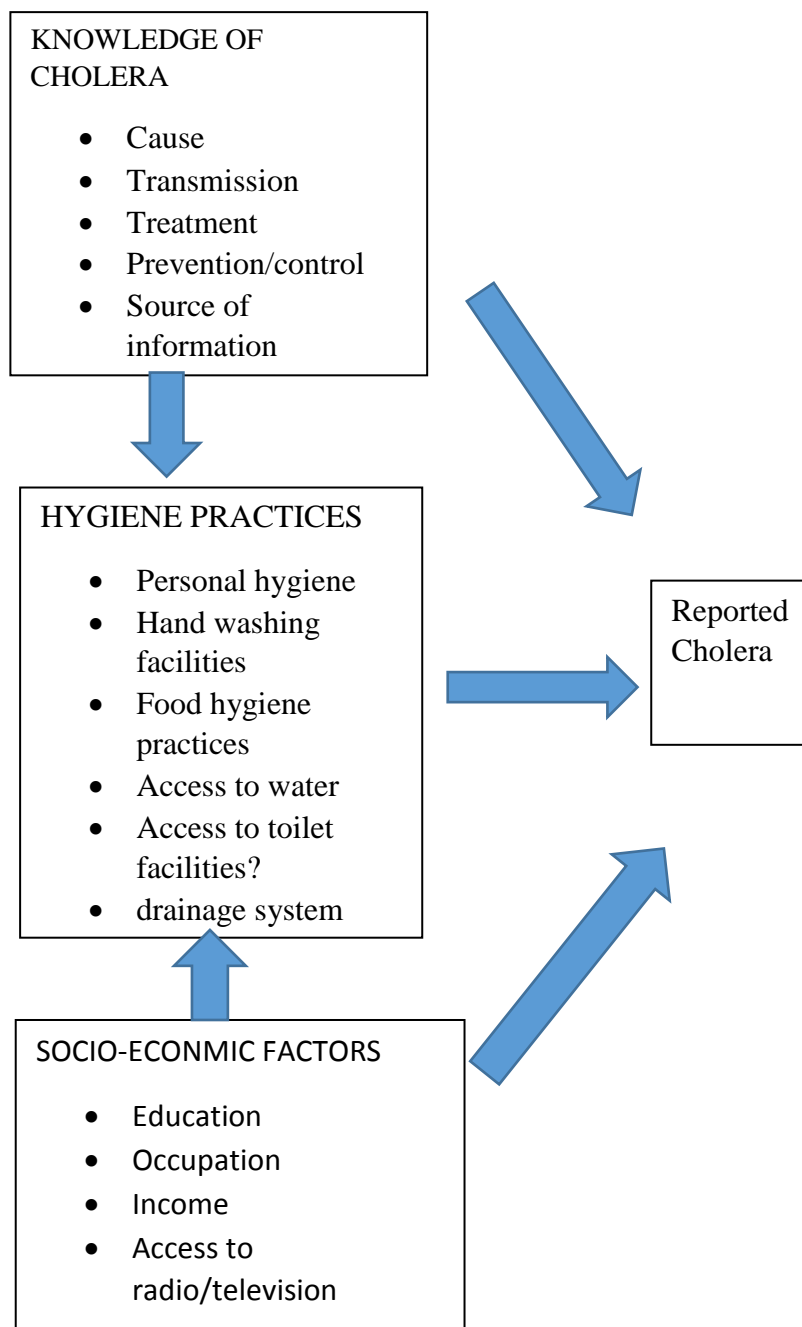 KNOWLEDGE OF
CHOLERA
• Cause
• Transmission
• Treatment
• Prevention/control
• Source of
information
HYGIENE PRACTICES
• Personal hygiene
• Hand washing
facilities
• Food hygiene
practices
• Access to water
• Access to toilet
facilities?
• drainage system
Reported
Cholera
SOCIO-ECONMIC FACTORS
• Education
• Occupation
• Income
• Access to
radio/television